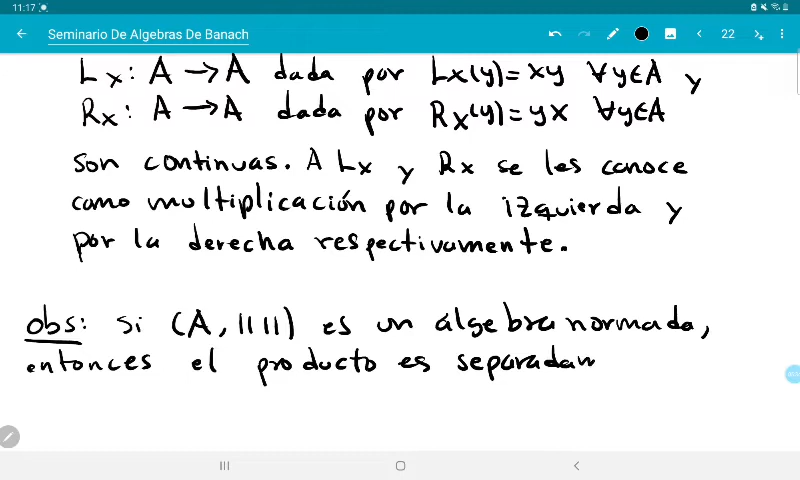 11:17
Seminario De Algebras De Banach
22
Lx: A → A dada por Lx(y)=xy ∀y∈A y
Rx: A → A dada por Rx(y)=yx ∀y∈A
son continuas. A Lx y Rx se les conoce
como multiplicación por la izquierda y
por la derecha respectivamente.
obs: si (A, ‖‖) es un álgebra normada,
entonces el producto es separadam